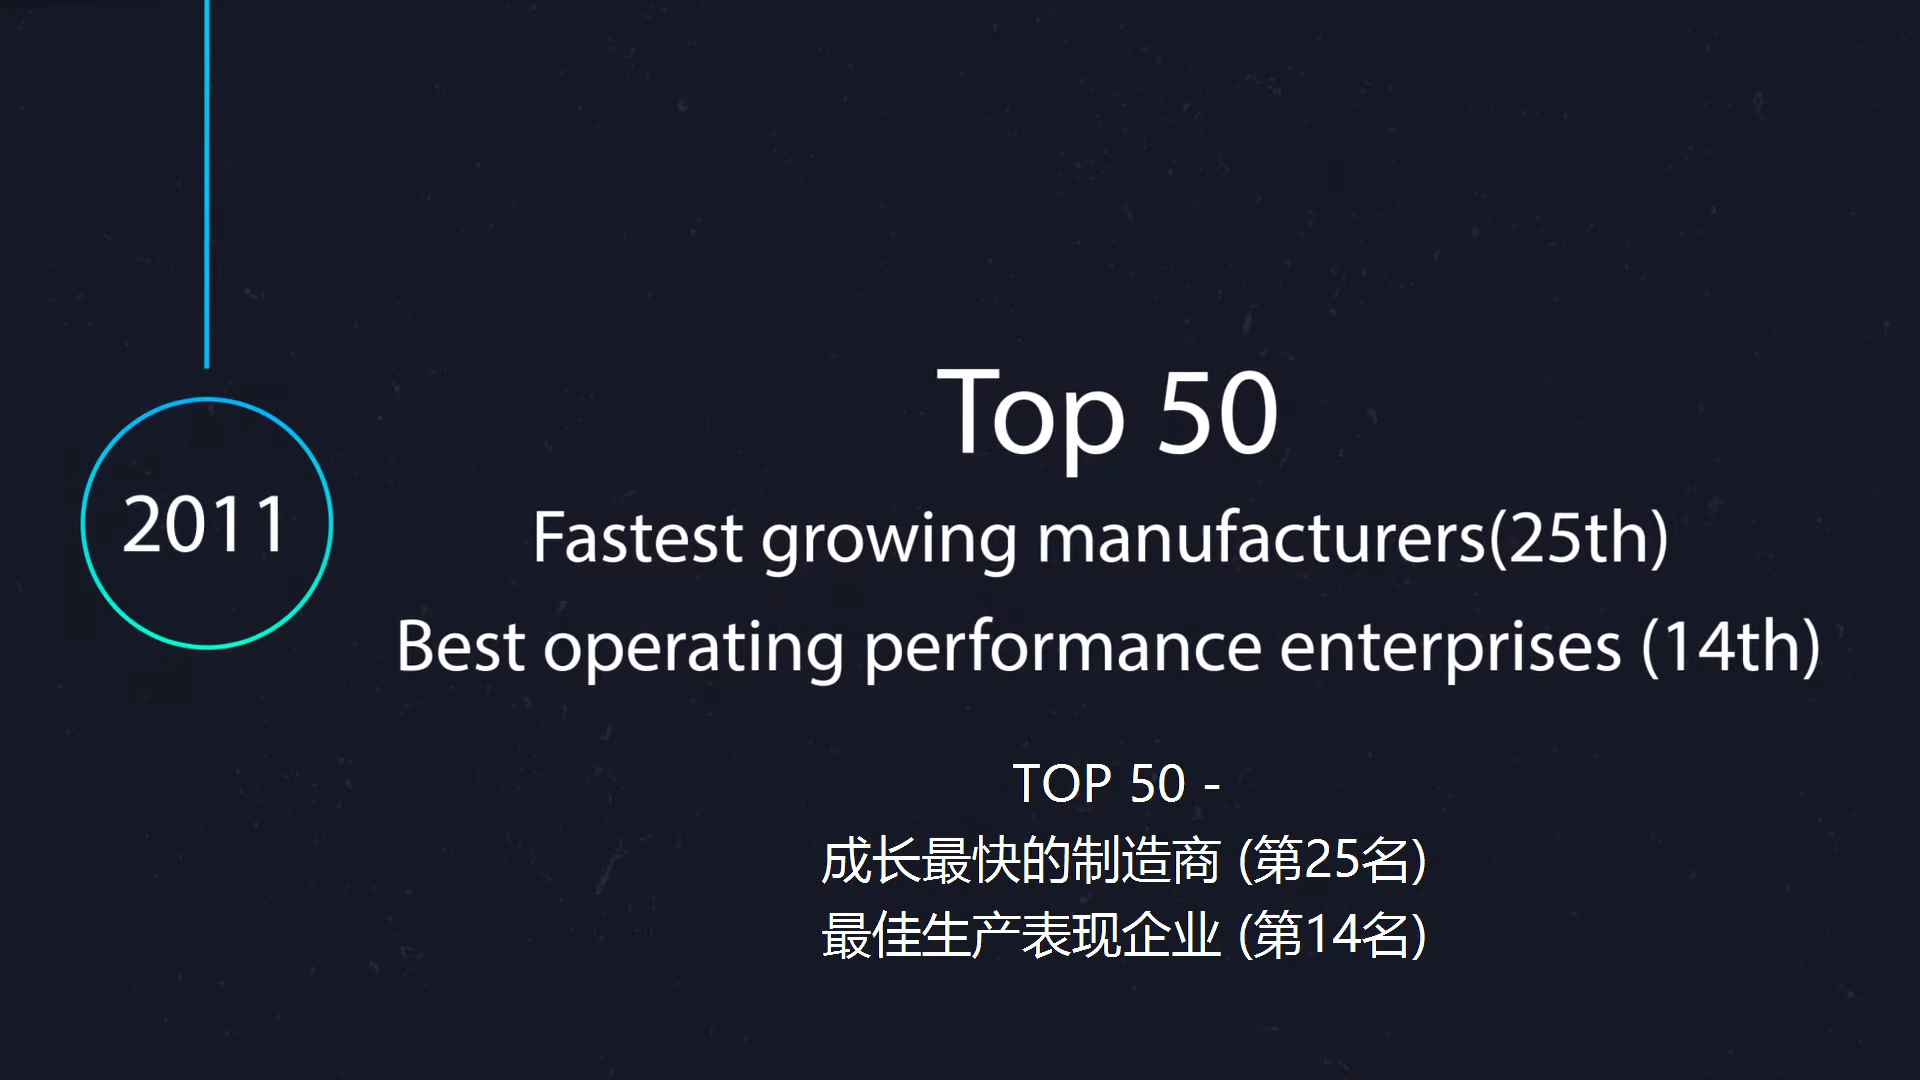 2011
Top 50
Fastest growing manufacturers(25th)
Best operating performance enterprises (14th)
TOP 50 -
成长最快的制造商 (第25名)
最佳生产表现企业 (第14名)